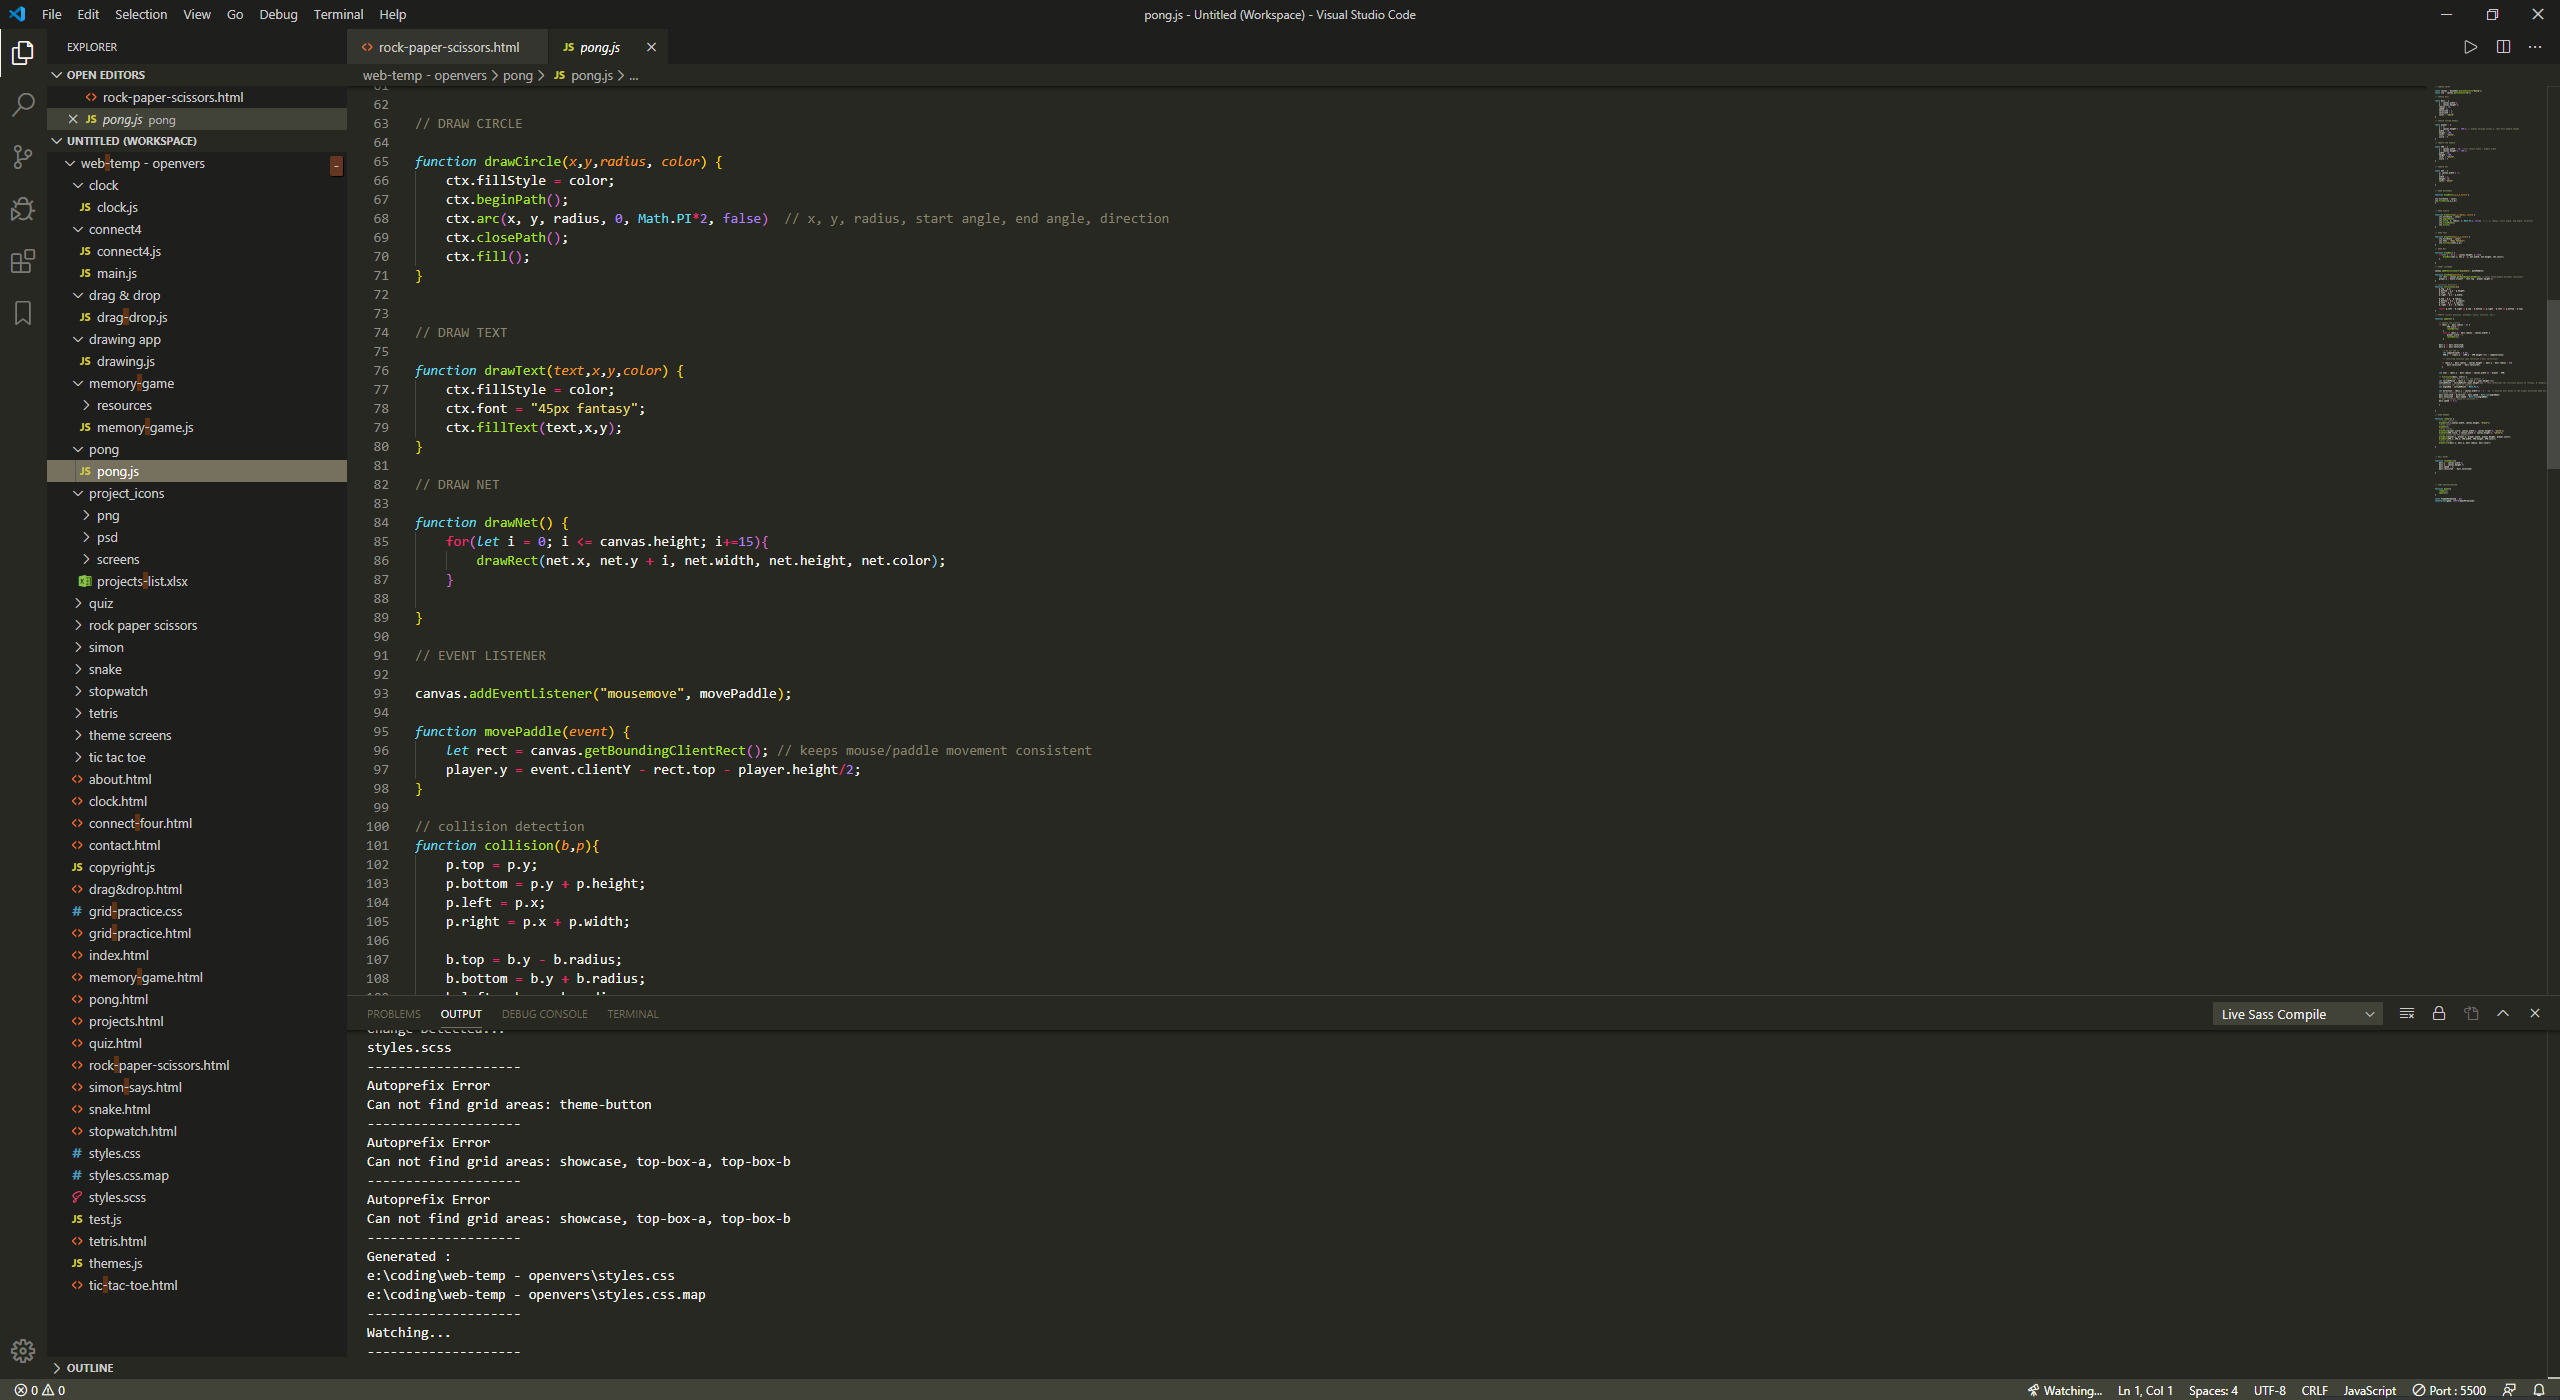 File Edit Selection View Go Debug Terminal Help
pong.js - Untitled (Workspace) - Visual Studio Code
EXPLORER
OPEN EDITORS
rock-paper-scissors.html
pong.js pong
UNTITLED (WORKSPACE)
web-temp - openvers
clock
clock.js
connect4
connect4.js
main.js
drag & drop
drag-drop.js
drawing app
drawing.js
memory-game
resources
memory-game.js
pong
pong.js
project_icons
png
psd
screens
projects-list.xlsx
quiz
rock paper scissors
simon
snake
stopwatch
tetris
theme screens
tic tac toe
about.html
clock.html
connect-four.html
contact.html
copyright.js
drag&drop.html
grid-practice.css
grid-practice.html
index.html
memory-game.html
pong.html
projects.html
quiz.html
rock-paper-scissors.html
simon-says.html
snake.html
stopwatch.html
styles.css
styles.css.map
styles.scss
test.js
tetris.html
themes.js
tic-tac-toe.html
OUTLINE
rock-paper-scissors.html
JS pong.js
web-temp - openvers > pong > JS pong.js > ...
61
62
63 // DRAW CIRCLE
64
65 function drawCircle(x,y,radius, color) {
66 ctx.fillStyle = color;
67 ctx.beginPath();
68 ctx.arc(x, y, radius, 0, Math.PI*2, false) // x, y, radius, start angle, end angle, direction
69 ctx.closePath();
70 ctx.fill();
71 }
72
73
74 // DRAW TEXT
75
76 function drawText(text,x,y,color) {
77 ctx.fillStyle = color;
78 ctx.font = "45px fantasy";
79 ctx.fillText(text,x,y);
80 }
81
82 // DRAW NET
83
84 function drawNet() {
85 for(let i = 0; i <= canvas.height; i+=15){
86 drawRect(net.x, net.y + i, net.width, net.height, net.color);
87 }
88
89 }
90
91 // EVENT LISTENER
92
93 canvas.addEventListener("mousemove", movePaddle);
94
95 function movePaddle(event) {
96 let rect = canvas.getBoundingClientRect(); // keeps mouse/paddle movement consistent
97 player.y = event.clientY - rect.top - player.height/2;
98 }
99
100 // collision detection
101 function collision(b,p){
102 p.top = p.y;
103 p.bottom = p.y + p.height;
104 p.left = p.x;
105 p.right = p.x + p.width;
106
107 b.top = b.y - b.radius;
108 b.bottom = b.y + b.radius;
PROBLEMS OUTPUT DEBUG CONSOLE TERMINAL
Live Sass Compile
Change Detected...
styles.scss
--------------------
Autoprefix Error
Can not find grid areas: theme-button
--------------------
Autoprefix Error
Can not find grid areas: showcase, top-box-a, top-box-b
--------------------
Autoprefix Error
Can not find grid areas: showcase, top-box-a, top-box-b
--------------------
Generated :
e:\coding\web-temp - openvers\styles.css
e:\coding\web-temp - openvers\styles.css.map
--------------------
Watching...
--------------------
0 0
Watching... Ln 1, Col 1 Spaces: 4 UTF-8 CRLF JavaScript Port : 5500